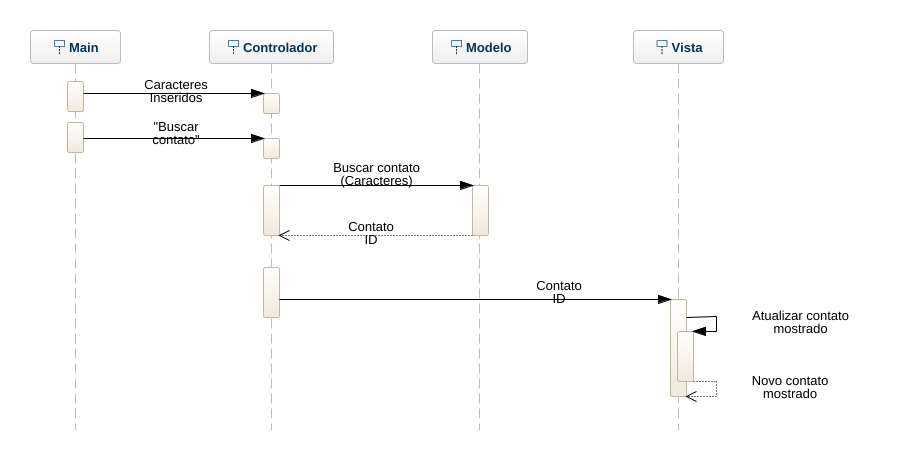 Main
Controlador
Modelo
Vista
Caracteres
Inseridos
"Buscar
contato"
Buscar contato
(Caracteres)
Contato
ID
Contato
ID
Atualizar contato
mostrado
Novo contato
mostrado